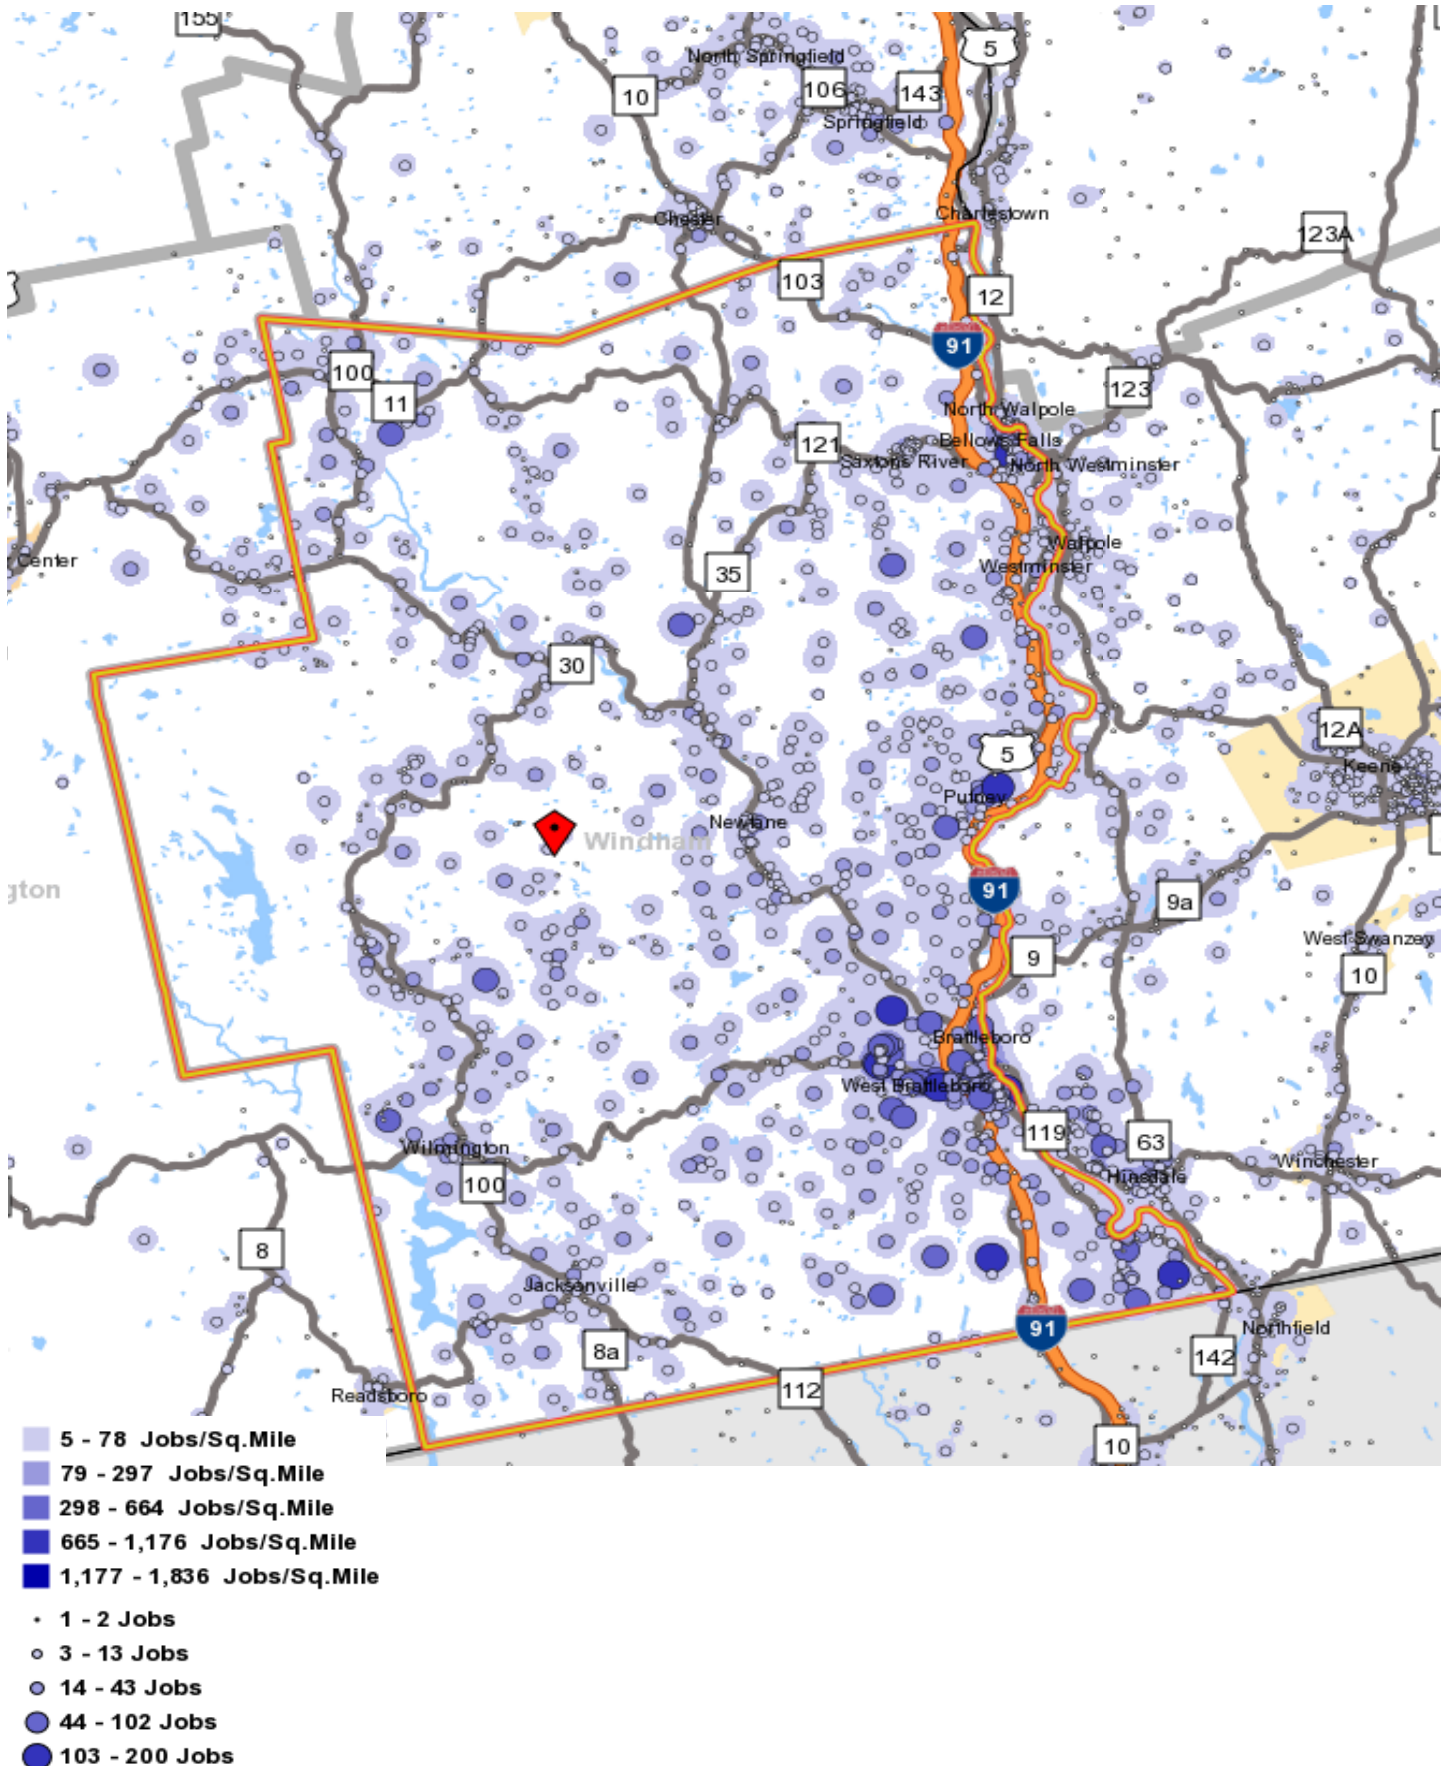 155
5
North Springfield
10
106
143
Springfield
Chester
Charlestown
123A
103
12
91
100
11
123
North Walpole
121
Bellows Falls
Saxtons River
North Westminster
Center
Walpole
Westminster
35
30
12A
5
Keene
Putney
Newfane
Windham
gton
91
9a
9
West Swanzey
10
Brattleboro
West Brattleboro
119
63
Wilmington
Winchester
100
Hinsdale
8
Jacksonville
91
Northfield
8a
142
112
Readsboro
10
5 - 78 Jobs/Sq.Mile
79 - 297 Jobs/Sq.Mile
298 - 664 Jobs/Sq.Mile
665 - 1,176 Jobs/Sq.Mile
1,177 - 1,836 Jobs/Sq.Mile
1 - 2 Jobs
3 - 13 Jobs
14 - 43 Jobs
44 - 102 Jobs
103 - 200 Jobs